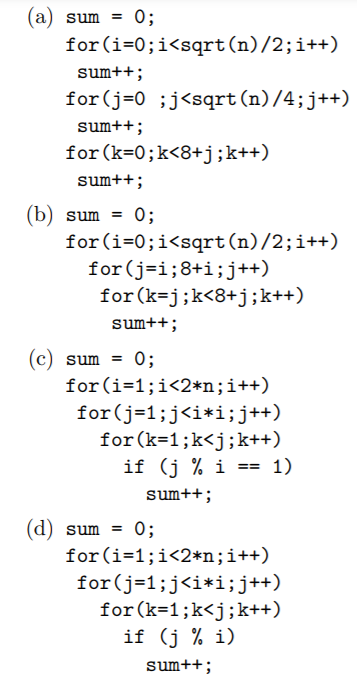 (a) sum = 0;
for(i=0;i<sqrt(n)/2;i++)
sum++;
for(j=0 ;j<sqrt(n)/4;j++)
sum++;
for(k=0;k<8+j;k++)
sum++;
(b) sum = 0;
for(i=0;i<sqrt(n)/2;i++)
for(j=i;8+i;j++)
for(k=j;k<8+j;k++)
sum++;
(c) sum = 0;
for(i=1;i<2*n;i++)
for(j=1;j<i*i;j++)
for(k=1;k<j;k++)
if (j % i == 1)
sum++;
(d) sum = 0;
for(i=1;i<2*n;i++)
for(j=1;j<i*i;j++)
for(k=1;k<j;k++)
if (j % i)
sum++;